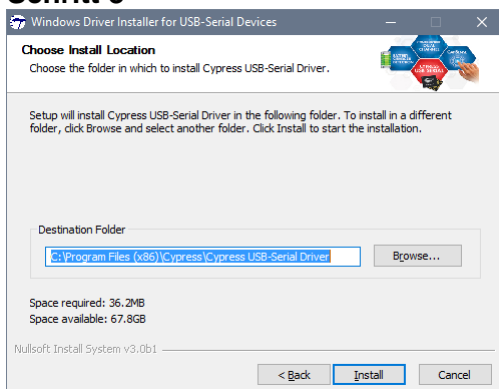 Windows Driver Installer for USB-Serial Devices
Choose Install Location
Choose the folder in which to install Cypress USB-Serial Driver.
Setup will install Cypress USB-Serial Driver in the following folder. To install in a different
folder, click Browse and select another folder. Click Install to start the installation.
Destination Folder
C:\Program Files (x86)\Cypress\Cypress USB-Serial Driver
Browse...
Space required: 36.2MB
Space available: 67.8GB
Nullsoft Install System v3.0b1
< Back
Install
Cancel